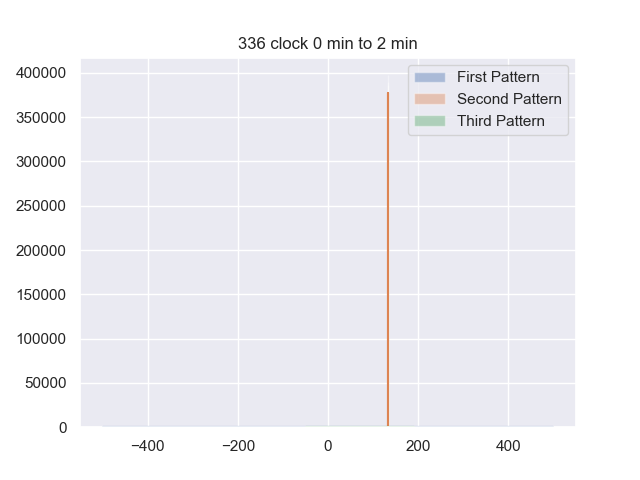 336 clock 0 min to 2 min
400000
350000
300000
250000
200000
150000
100000
50000
0
−400 −200 0 200 400
First Pattern
Second Pattern
Third Pattern